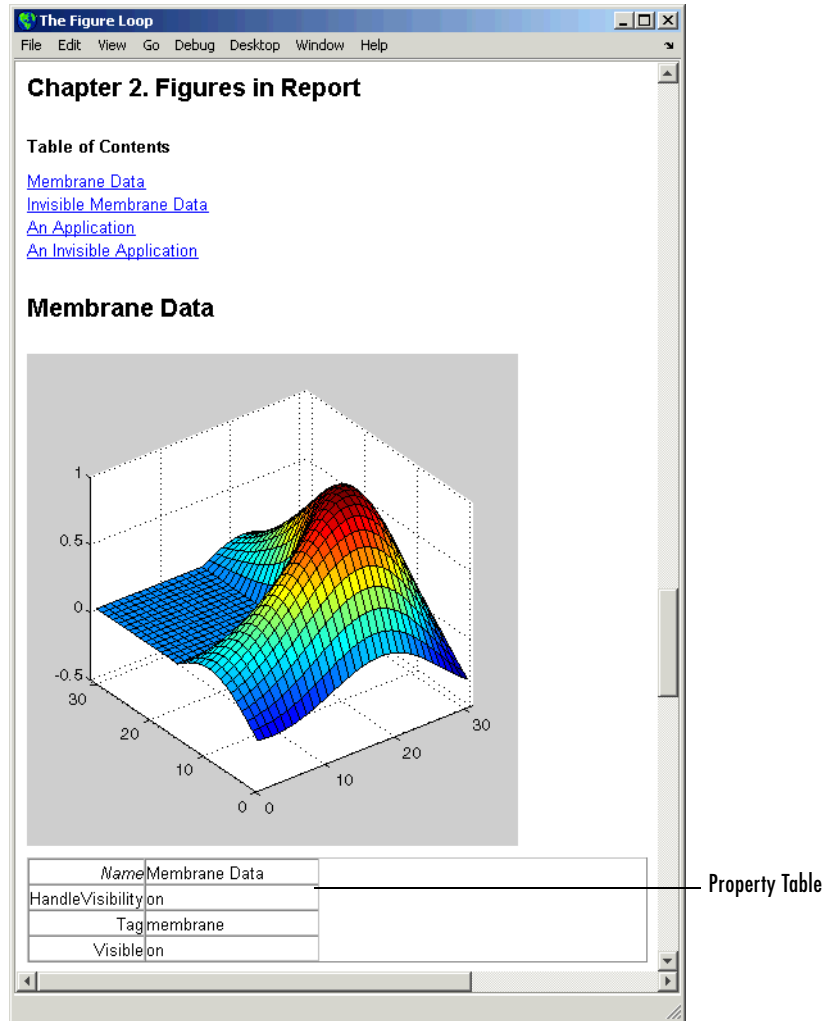 The Figure Loop
File Edit View Go Debug Desktop Window Help
Chapter 2. Figures in Report
Table of Contents
Membrane Data
Invisible Membrane Data
An Application
An Invisible Application
Membrane Data
1
0.5
0
-0.5
30
20
10
0
0
10
20
30
Name Membrane Data
HandleVisibility on
Tag membrane
Visible on
Property Table